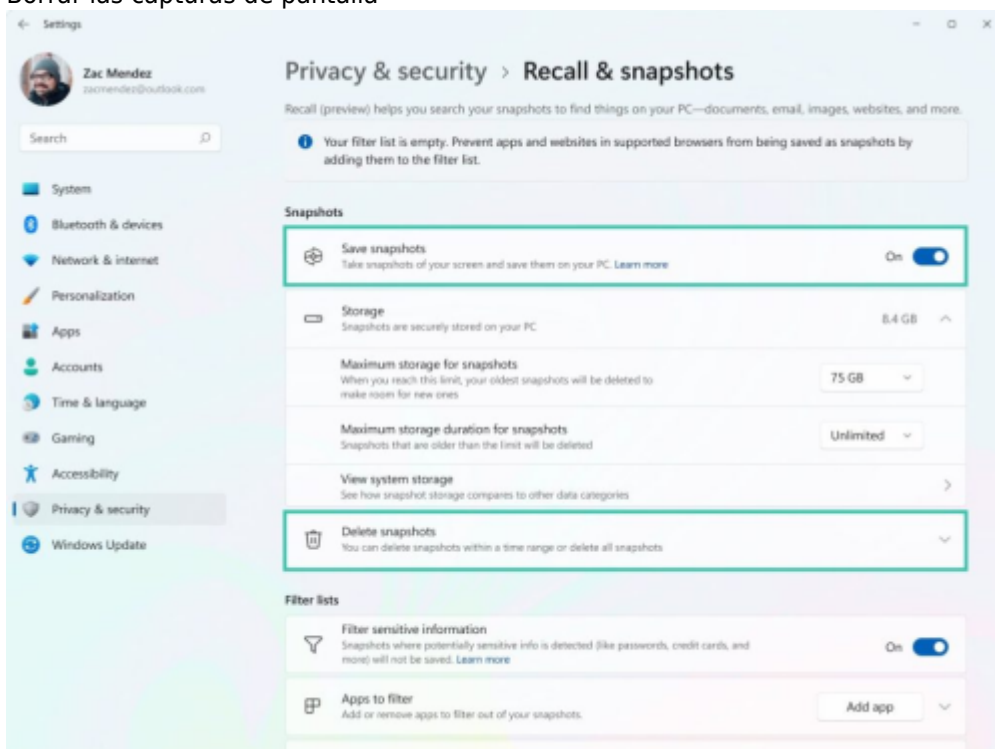 Borrar las capturas de pantalla
Settings
Zac Mendez
zacmendez@outlook.com
Search
System
Bluetooth & devices
Network & internet
Personalization
Apps
Accounts
Time & language
Gaming
Accessibility
Privacy & security
Windows Update
Privacy & security > Recall & snapshots
Recall (preview) helps you search your snapshots to find things on your PC—documents, email, images, websites, and more.
Your filter list is empty. Prevent apps and websites in supported browsers from being saved as snapshots by
adding them to the filter list.
Snapshots
Save snapshots
Take snapshots of your screen and save them on your PC. Learn more
On
Storage
Snapshots are securely stored on your PC
8.4 GB
Maximum storage for snapshots
When you reach this limit, your oldest snapshots will be deleted to
make room for new ones
75 GB
Maximum storage duration for snapshots
Snapshots that are older than the limit will be deleted
Unlimited
View system storage
See how snapshot storage compares to other data categories
Delete snapshots
You can delete snapshots within a time range or delete all snapshots
Filter lists
Filter sensitive information
Snapshots where potentially sensitive info is detected (like passwords, credit cards, and
more) will not be saved. Learn more
On
Apps to filter
Add or remove apps to filter out of your snapshots.
Add app